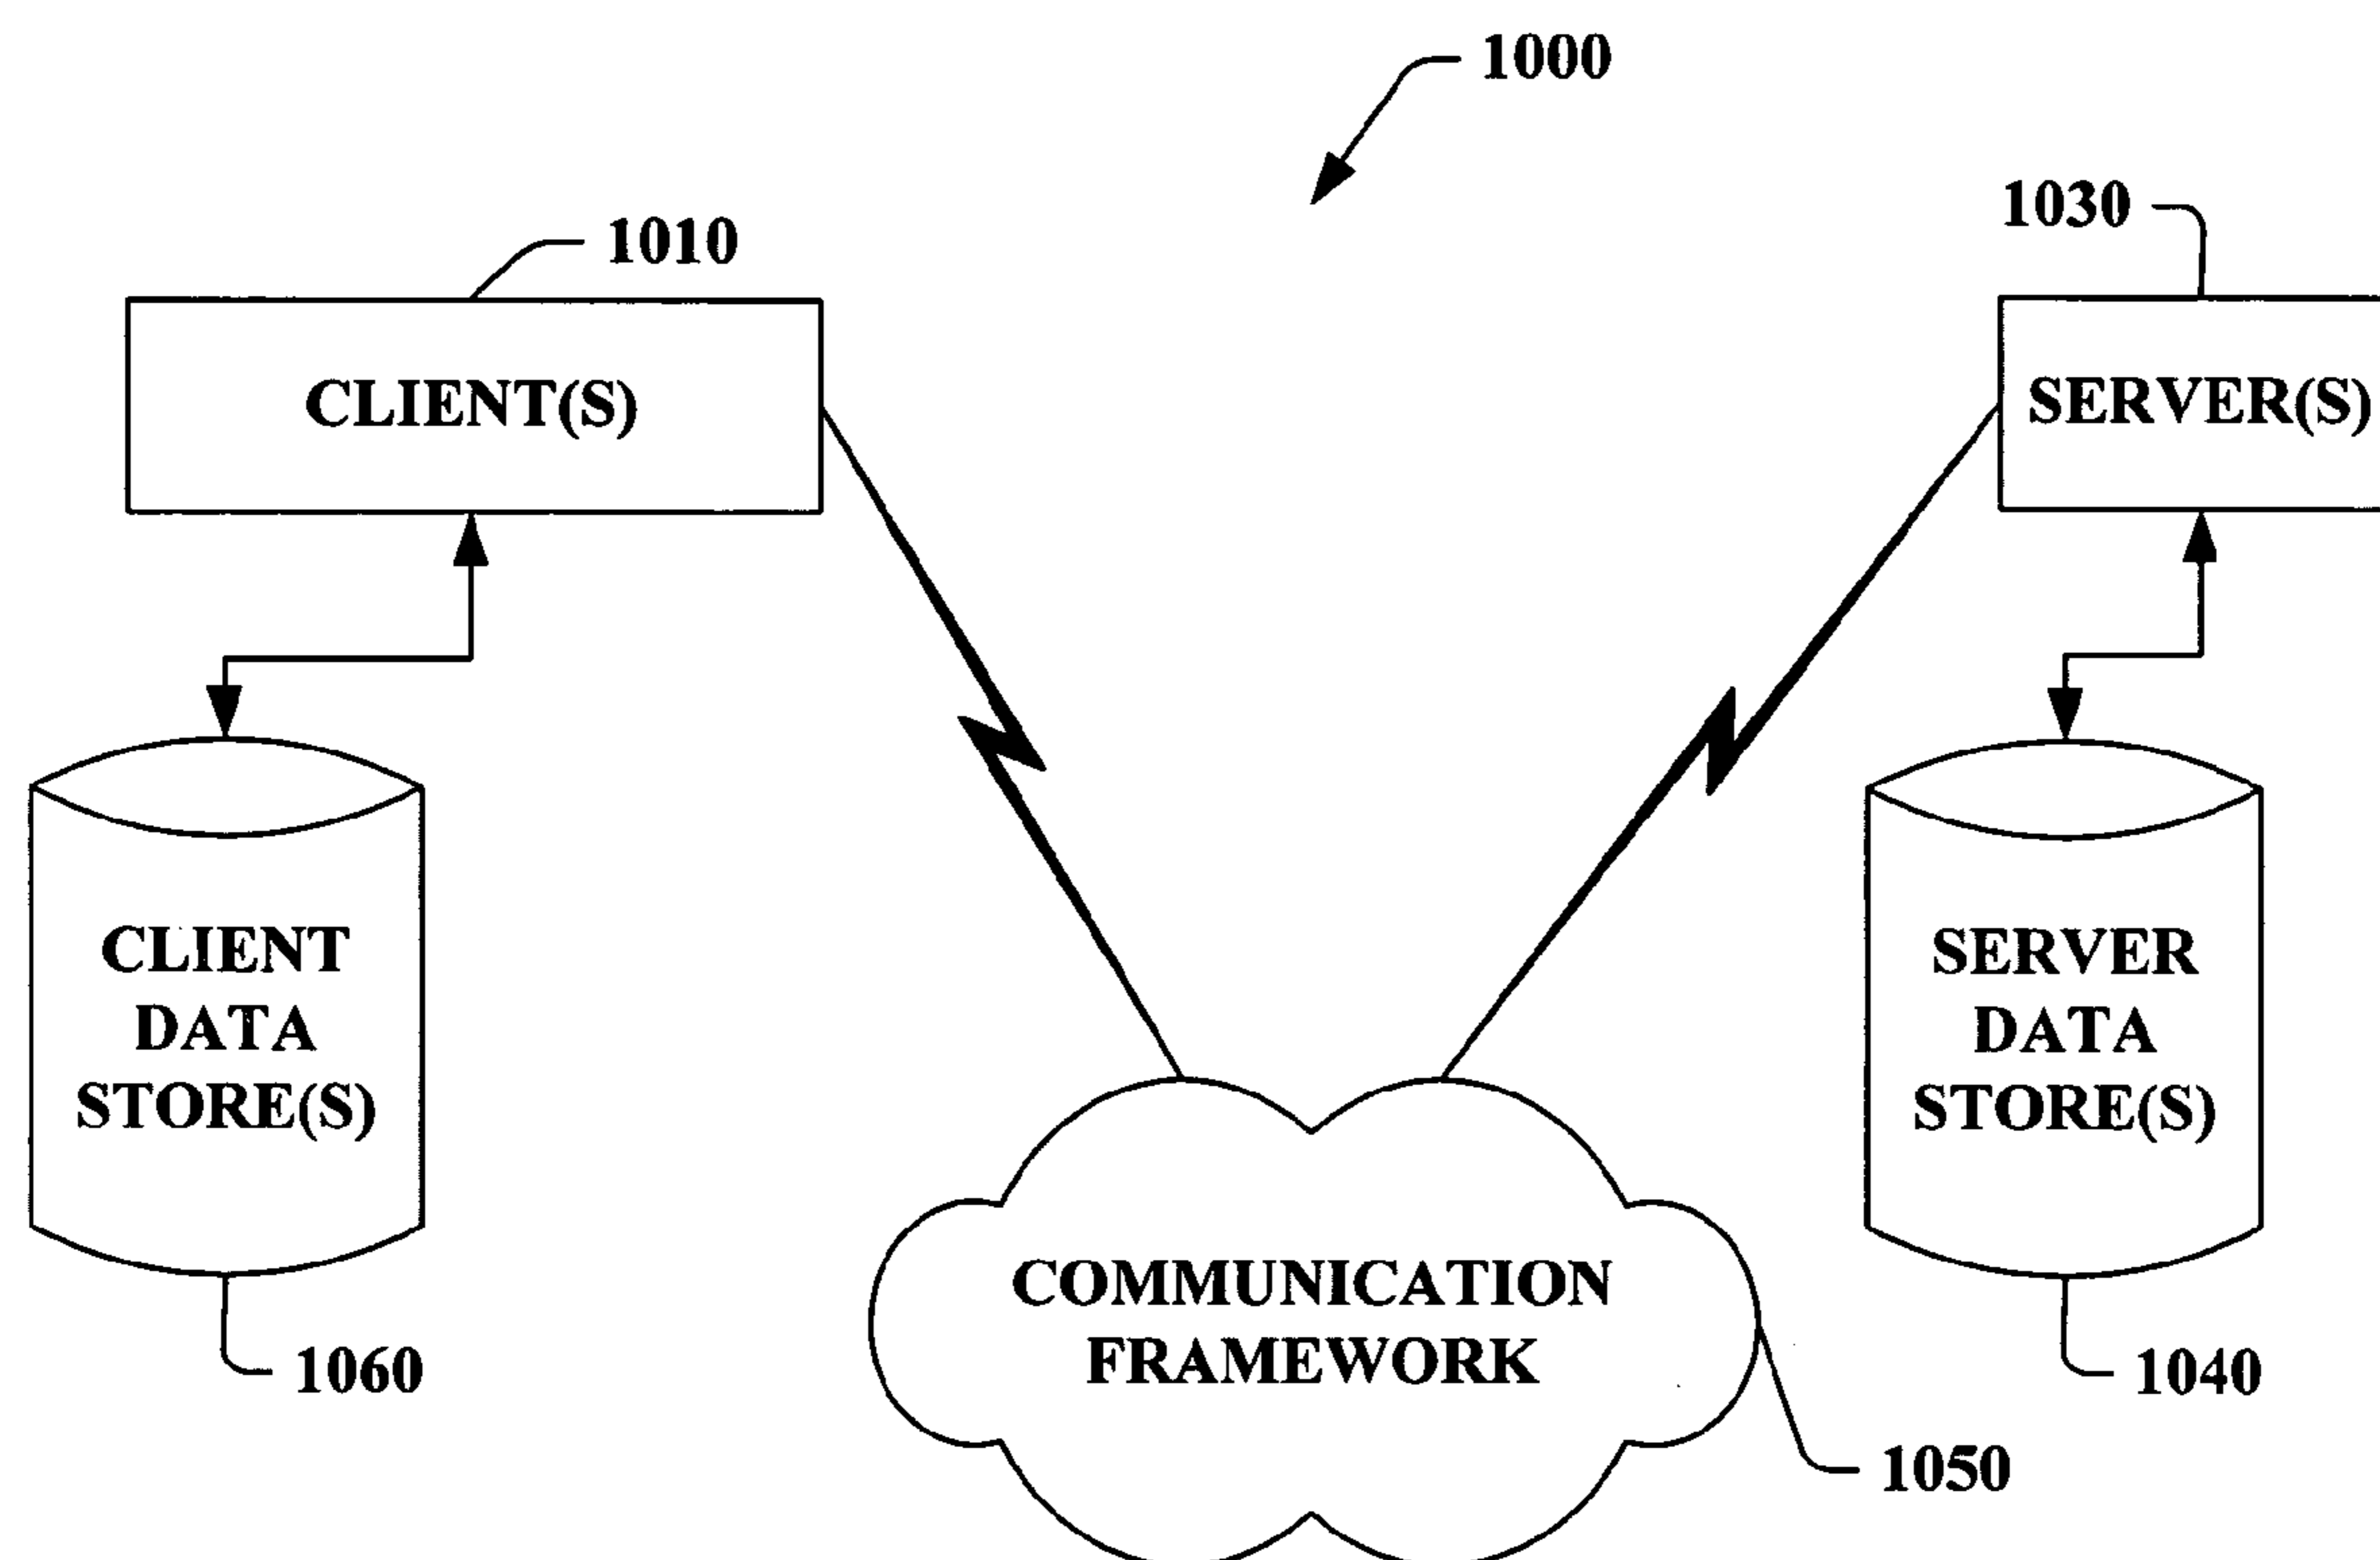 1000
1010
1030
CLIENT(S)
SERVER(S)
CLIENT
DATA
STORE(S)
SERVER
DATA
STORE(S)
COMMUNICATION
FRAMEWORK
1060
1040
1050